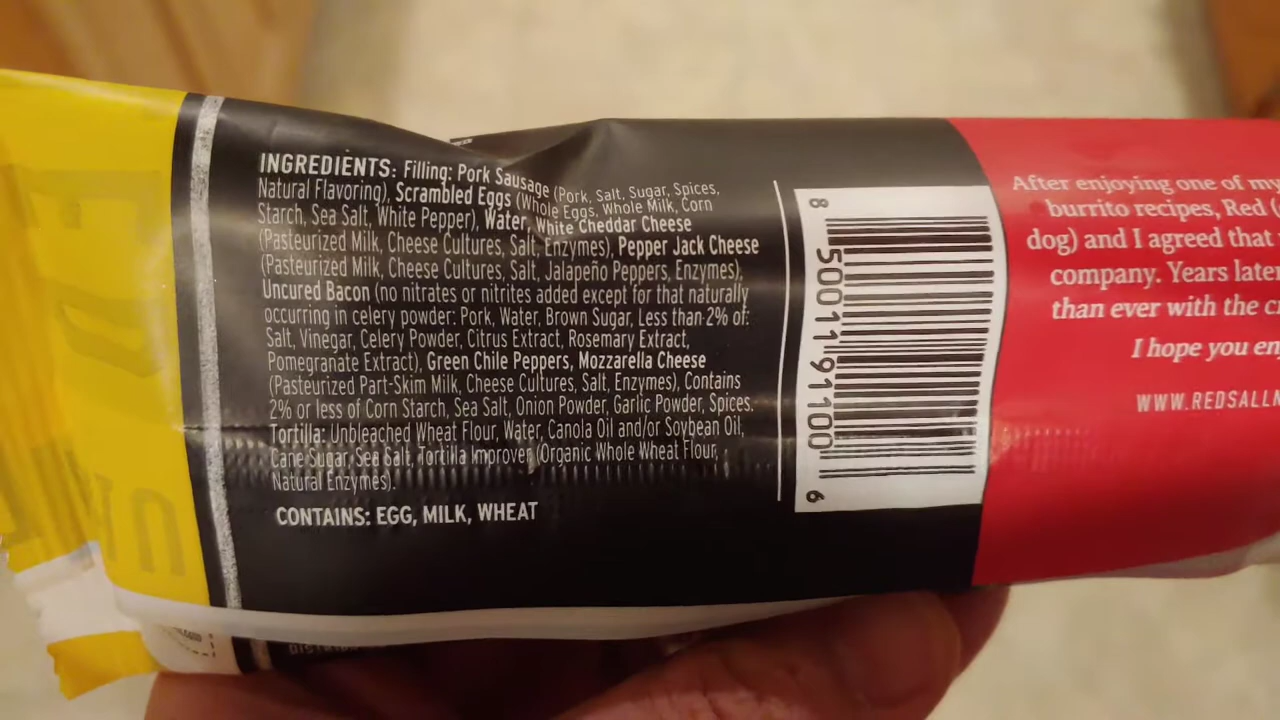 INGREDIENTS: Filling: Pork Sausage (Pork, Salt, Sugar, Spices,
Natural Flavoring), Scrambled Eggs (Whole Eggs, Whole Milk, Corn
Starch, Sea Salt, White Pepper), Water, White Cheddar Cheese
(Pasteurized Milk, Cheese Cultures, Salt, Enzymes), Pepper Jack Cheese
(Pasteurized Milk, Cheese Cultures, Salt, Jalapeño Peppers, Enzymes),
Uncured Bacon (no nitrates or nitrites added except for that naturally
occurring in celery powder: Pork, Water, Brown Sugar, Less than 2% of:
Salt, Vinegar, Celery Powder, Citrus Extract, Rosemary Extract,
Pomegranate Extract), Green Chile Peppers, Mozzarella Cheese
(Pasteurized Part-Skim Milk, Cheese Cultures, Salt, Enzymes), Contains
2% or less of Corn Starch, Sea Salt, Onion Powder, Garlic Powder, Spices.
Tortilla: Unbleached Wheat Flour, Water, Canola Oil and/or Soybean Oil,
Cane Sugar, Sea Salt, Tortilla Improver (Organic Whole Wheat Flour,
Natural Enzymes).
CONTAINS: EGG, MILK, WHEAT
8 50011 91100 6
After enjoying one of my
burrito recipes, Red (
dog) and I agreed that
company. Years later
than ever with the
I hope you
WWW.REDSALLN